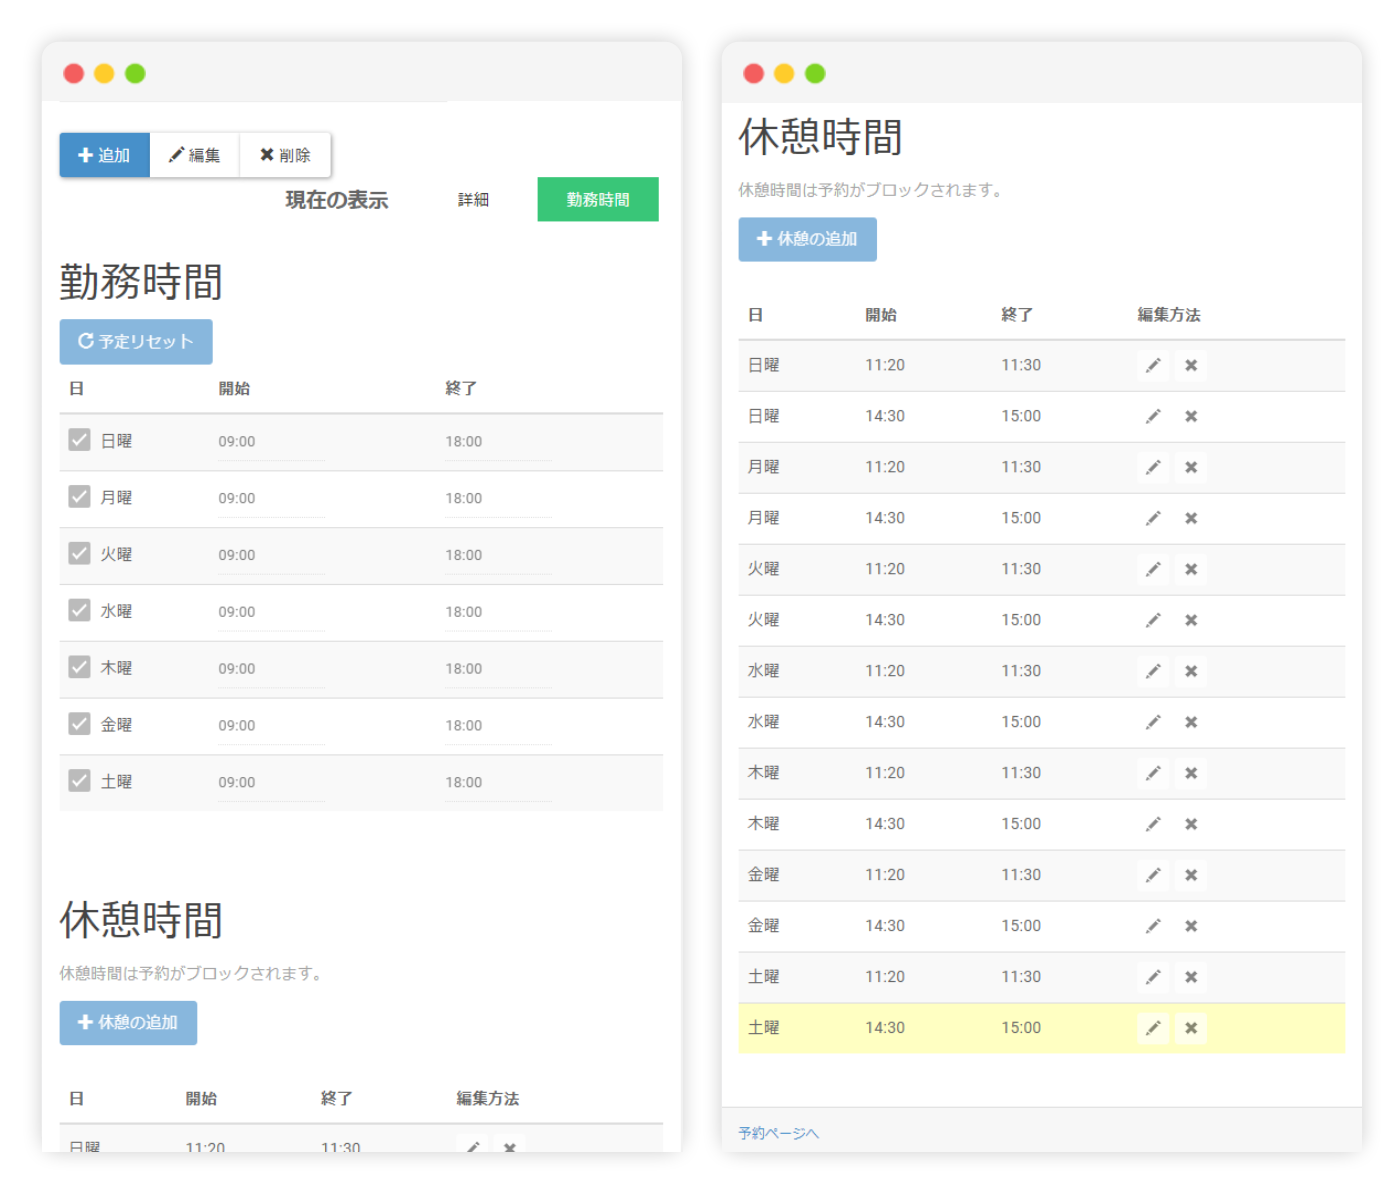 追加 編集 削除
現在の表示 詳細 勤務時間
勤務時間
予定リセット
日 開始 終了
日曜 09:00 18:00
月曜 09:00 18:00
火曜 09:00 18:00
水曜 09:00 18:00
木曜 09:00 18:00
金曜 09:00 18:00
土曜 09:00 18:00
休憩時間
休憩時間は予約がブロックされます。
休憩の追加
日 開始 終了 編集方法
日曜 11:20 11:30
休憩時間
休憩時間は予約がブロックされます。
休憩の追加
日 開始 終了 編集方法
日曜 11:20 11:30
日曜 14:30 15:00
月曜 11:20 11:30
月曜 14:30 15:00
火曜 11:20 11:30
火曜 14:30 15:00
水曜 11:20 11:30
水曜 14:30 15:00
木曜 11:20 11:30
木曜 14:30 15:00
金曜 11:20 11:30
金曜 14:30 15:00
土曜 11:20 11:30
土曜 14:30 15:00
予約ページへ